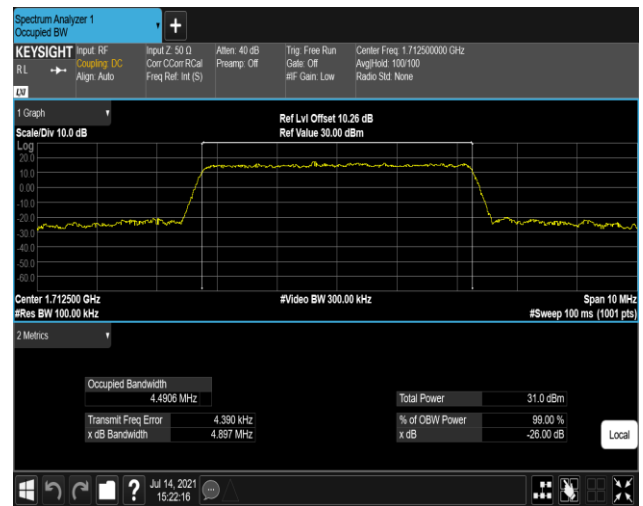 Spectrum Analyzer 1
Occupied BW
+
KEYSIGHT
RL
LXI
Input: RF
Coupling: DC
Align: Auto
Input Z: 50 Ω
Corr CCorr RCal
Freq Ref: Int (S)
Atten: 40 dB
Preamp: Off
Trig: Free Run
Gate: Off
#IF Gain: Low
Center Freq: 1.712500000 GHz
Avg|Hold: 100/100
Radio Std: None
1 Graph
Scale/Div 10.0 dB
Ref Lvl Offset 10.26 dB
Ref Value 30.00 dBm
Log
20.0
10.0
0.00
-10.0
-20.0
-30.0
-40.0
-50.0
-60.0
Center 1.712500 GHz
#Res BW 100.00 kHz
#Video BW 300.00 kHz
Span 10 MHz
#Sweep 100 ms (1001 pts)
2 Metrics
Occupied Bandwidth
4.4906 MHz
Transmit Freq Error 4.390 kHz
x dB Bandwidth 4.897 MHz
Total Power 31.0 dBm
% of OBW Power 99.00 %
x dB -26.00 dB
Local
?
Jul 14, 2021
15:22:16